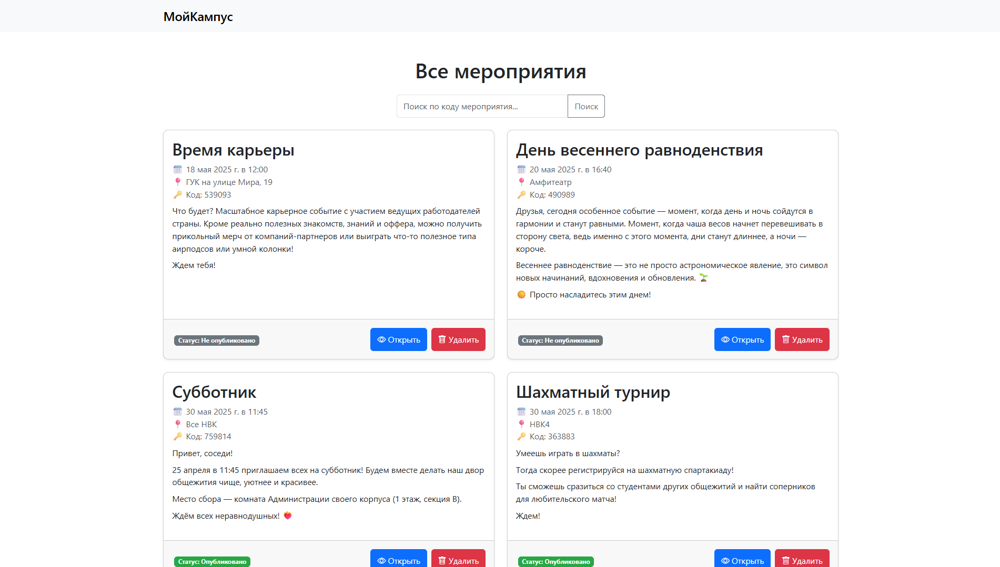 МойКампус
Все мероприятия
Поиск по коду мероприятия...
Поиск
Время карьеры
18 мая 2025 г. в 12:00
ГУК на улице Мира, 19
Код: 539093
Что будет? Масштабное карьерное событие с участием ведущих работодателей
страны. Кроме реально полезных знакомств, знаний и оффера, можно получить
прикольный мерч от компаний-партнеров или выиграть что-то полезное типа
аирподсов или умной колонки!
Ждем тебя!
Статус: Не опубликовано
Открыть
Удалить
День весеннего равноденствия
20 мая 2025 г. в 16:40
Амфитеатр
Код: 490989
Друзья, сегодня особенное событие — момент, когда день и ночь сойдутся в
гармонии и станут равными. Момент, когда чаша весов начнет перевешивать в
сторону света, ведь именно с этого момента, дни станут длиннее, а ночи —
короче.
Весеннее равноденствие — это не просто астрономическое явление, это символ
новых начинаний, вдохновения и обновления. 🌱
🌼 Просто насладитесь этим днем!
Статус: Не опубликовано
Открыть
Удалить
Субботник
30 мая 2025 г. в 11:45
Все НВК
Код: 759814
Привет, соседи!
25 апреля в 11:45 приглашаем всех на субботник! Будем вместе делать наш двор
общежития чище, уютнее и красивее.
Место сбора — комната Администрации своего корпуса (1 этаж, секция В).
Ждём всех неравнодушных! ❤️‍🔥
Статус: Опубликовано
Открыть
Удалить
Шахматный турнир
30 мая 2025 г. в 18:00
НВК4
Код: 363883
Умеешь играть в шахматы?
Тогда скорее регистрируйся на шахматную спартакиаду!
Ты сможешь сразиться со студентами других общежитий и найти соперников
для любительского матча!
Ждем!
Статус: Опубликовано
Открыть
Удалить